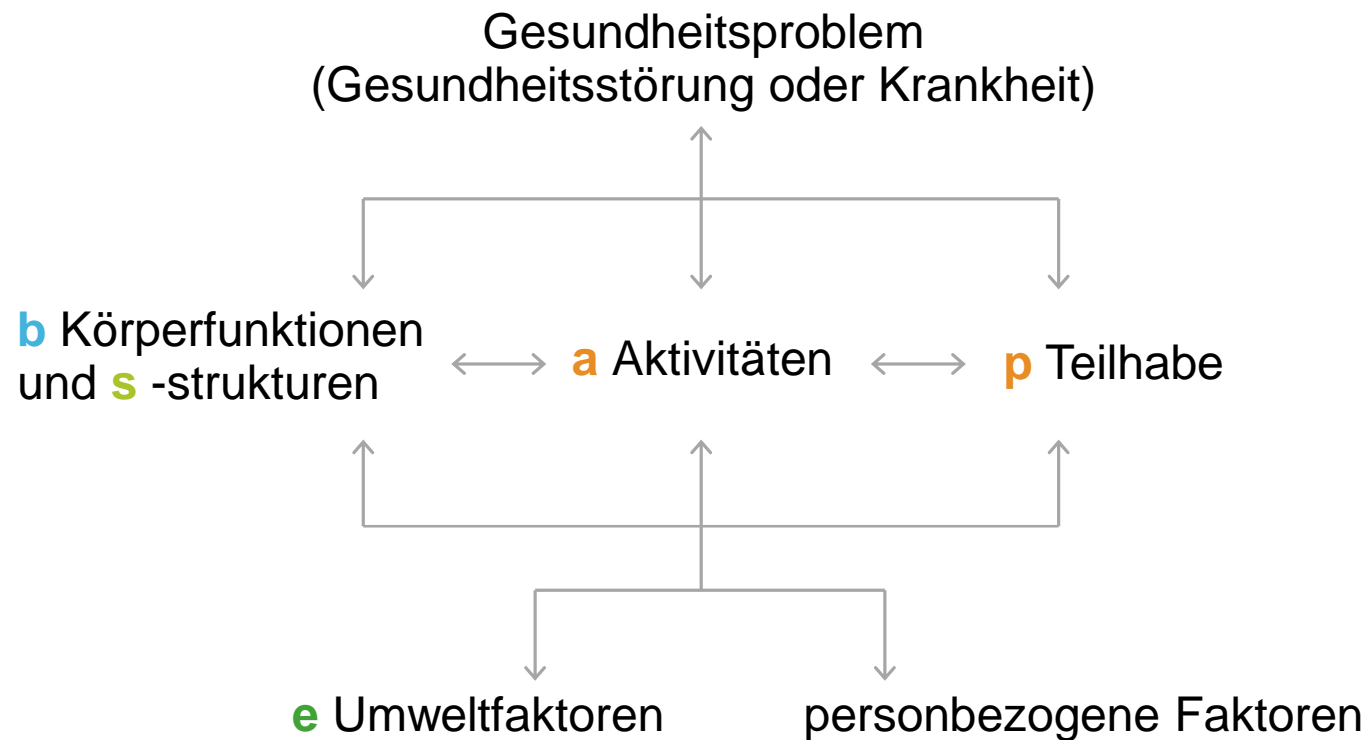 Gesundheitsproblem
(Gesundheitsstörung oder Krankheit)
b Körperfunktionen
und s -strukturen
a Aktivitäten
p Teilhabe
e Umweltfaktoren
personbezogene Faktoren